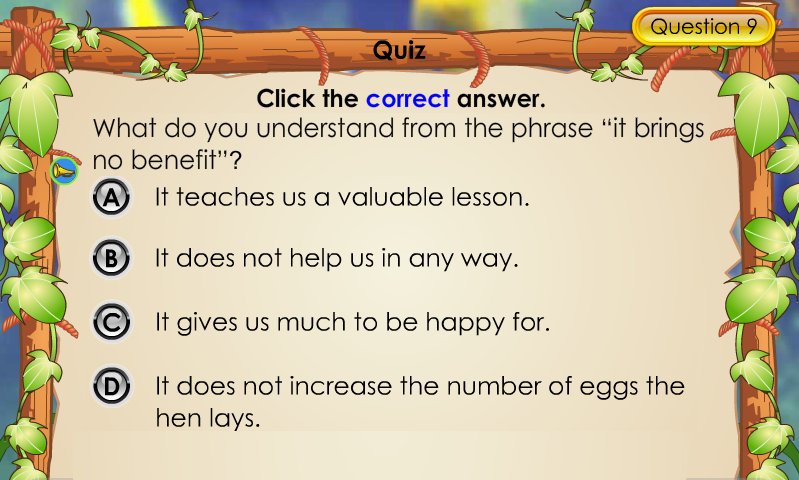 Question 9
Quiz
Click the correct answer.
What do you understand from the phrase “it brings
no benefit”?
A It teaches us a valuable lesson.
B It does not help us in any way.
C It gives us much to be happy for.
D It does not increase the number of eggs the
hen lays.